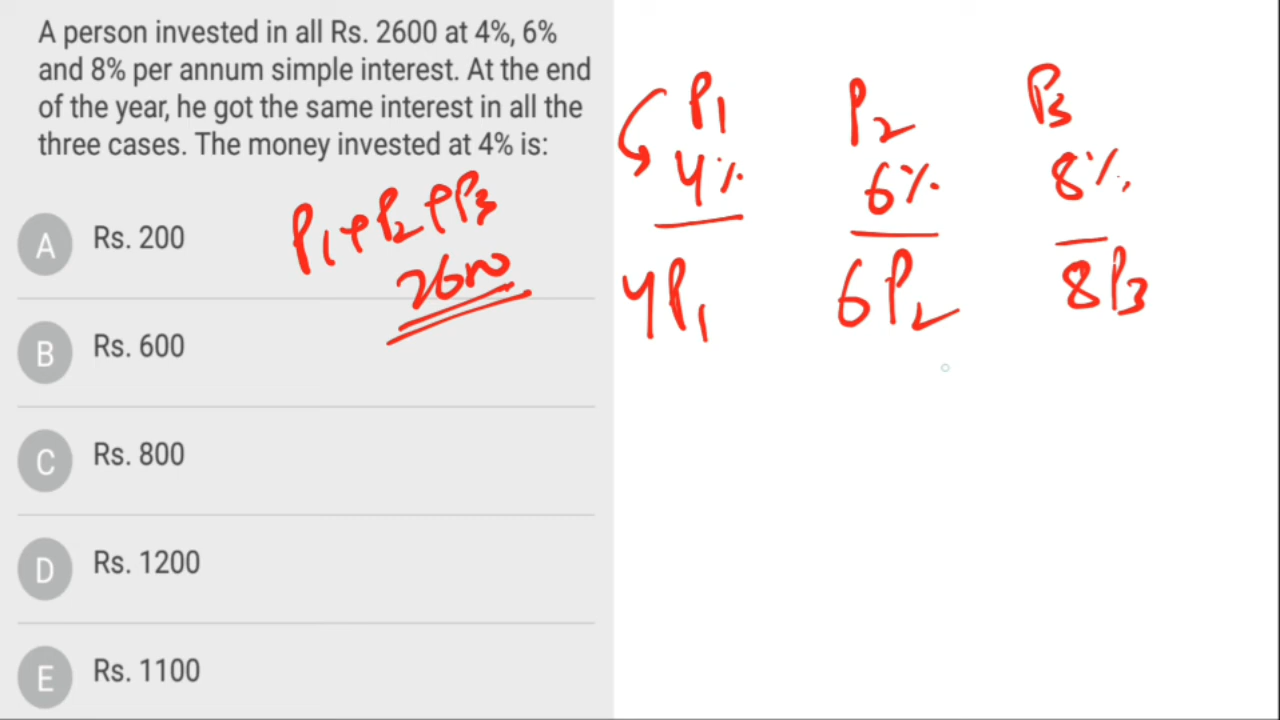 A person invested in all Rs. 2600 at 4%, 6%
and 8% per annum simple interest. At the end
of the year, he got the same interest in all the
three cases. The money invested at 4% is:
P1+P2+P3
2600
A Rs. 200
B Rs. 600
C Rs. 800
D Rs. 1200
E Rs. 1100
P1 P2 P3
4% 6% 8%
4P1 6P2 8P3